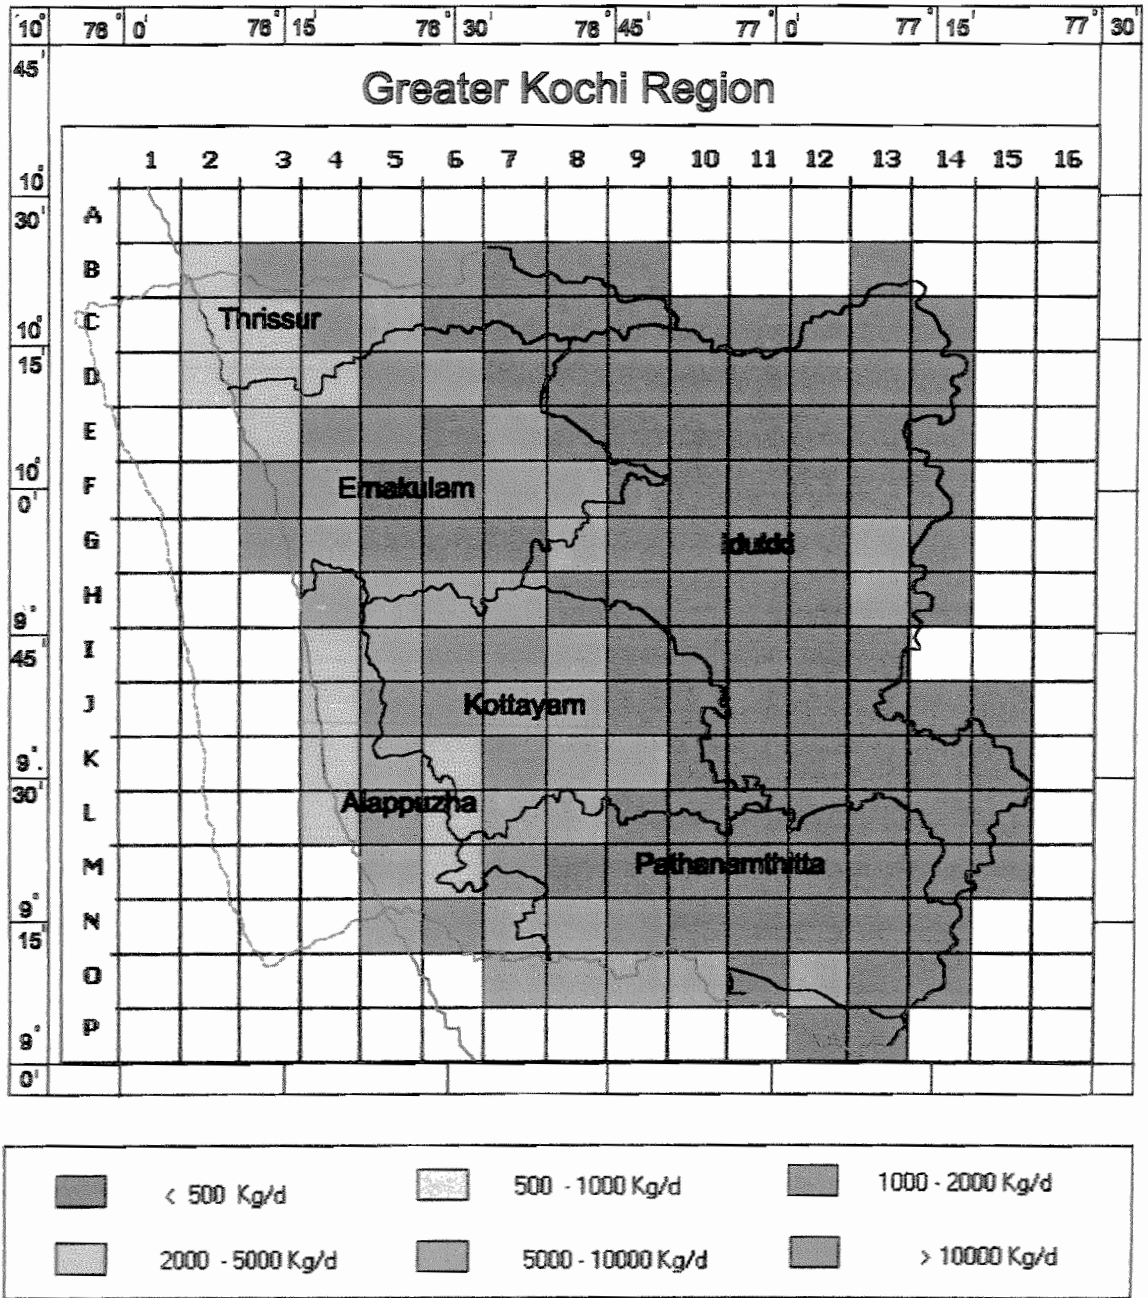 10° 76° 0' 76° 15' 76° 30' 76° 45' 77° 0' 77° 15' 77° 30'
45'
Greater Kochi Region
1 2 3 4 5 6 7 8 9 10 11 12 13 14 15 16
10°
30'
A
B
C Thrissur
10°
15'
D
E
10°
0'
F Ernakulam
G Idukki
H
9°
45'
I
J Kottayam
K
9°
30'
L Alappuzha
M Pathanamthitta
9°
15'
N
O
P
9°
0'
< 500 Kg/d 500 - 1000 Kg/d 1000 - 2000 Kg/d
2000 - 5000 Kg/d 5000 - 10000 Kg/d > 10000 Kg/d